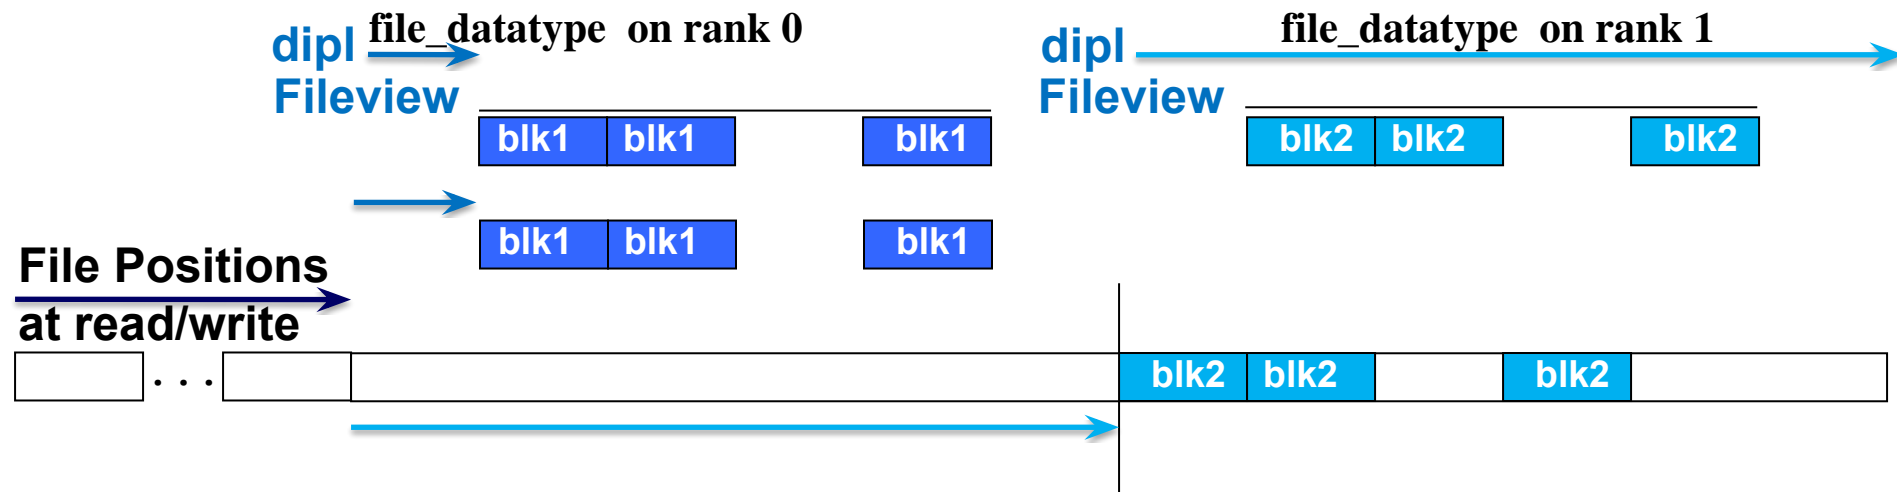 file_datatype on rank 0
dipl
Fileview
blk1 blk1 blk1
file_datatype on rank 1
dipl
Fileview
blk2 blk2 blk2
blk1 blk1 blk1
File Positions
at read/write
. . .
blk2 blk2 blk2